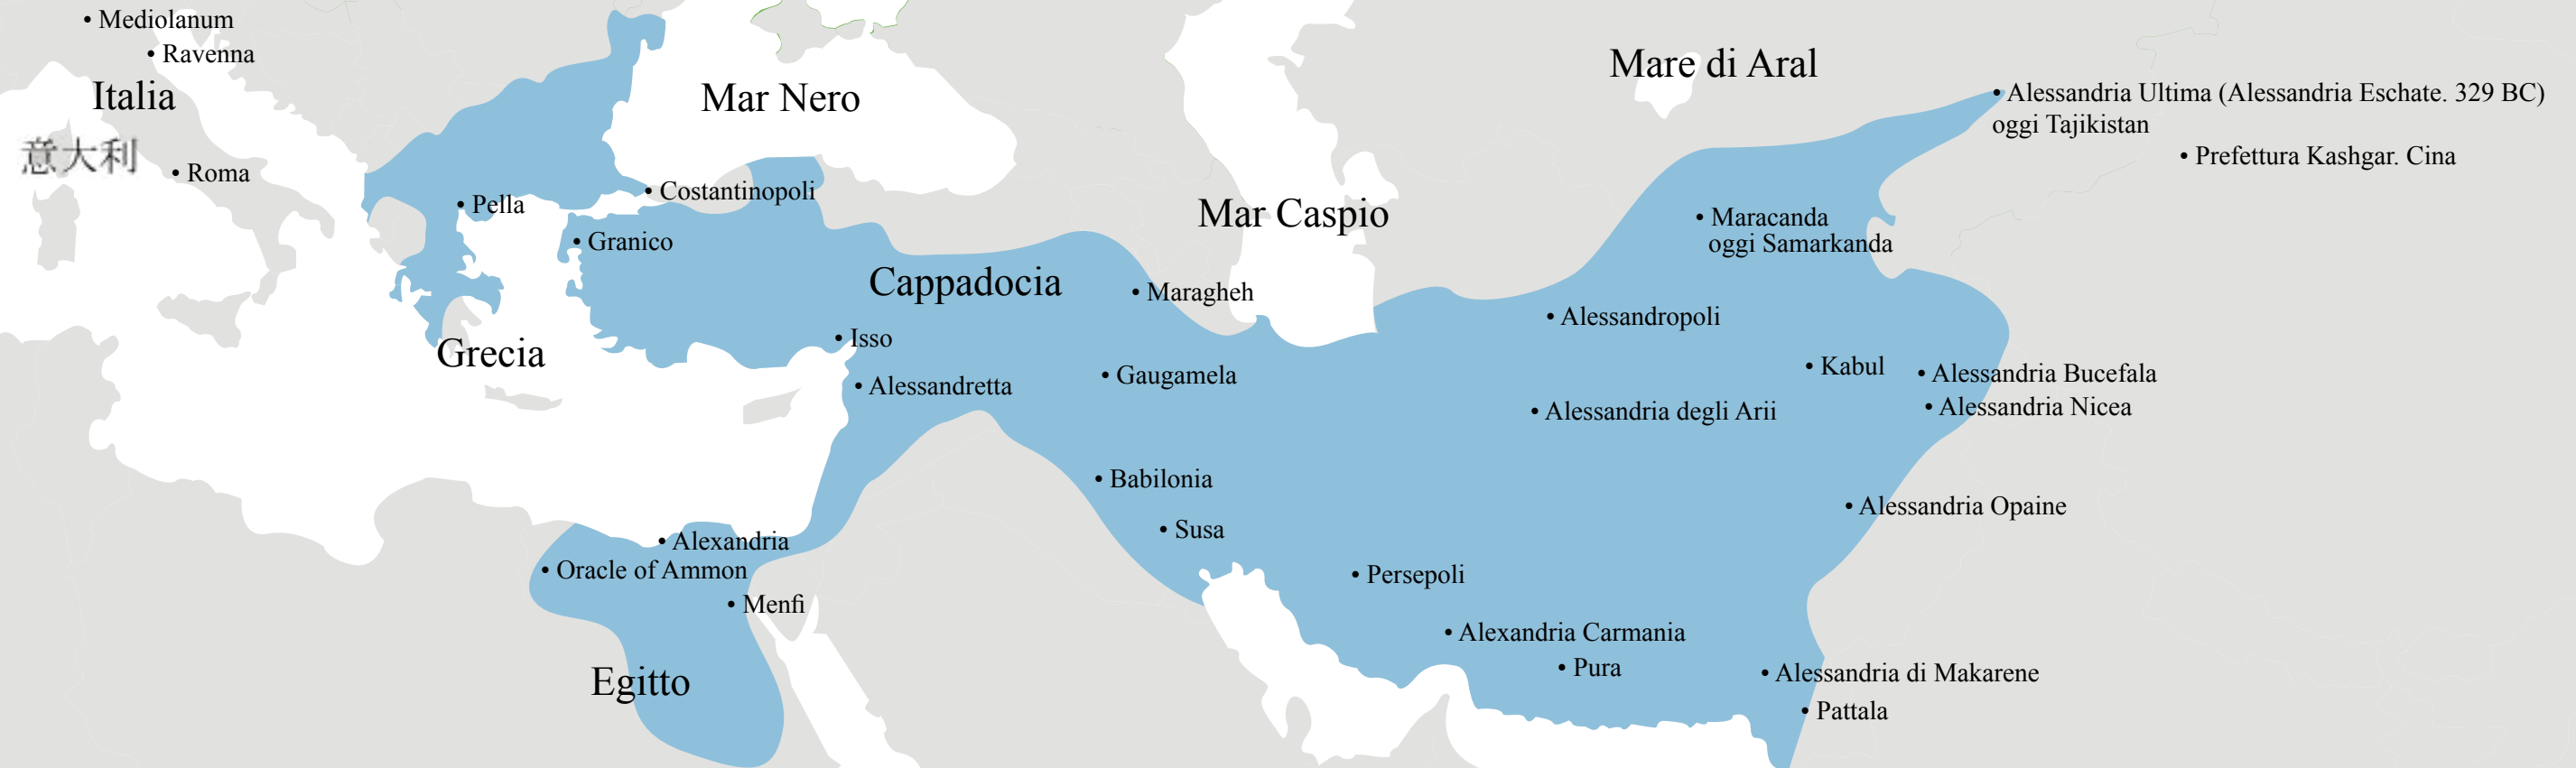 • Mediolanum
• Ravenna
Italia
意大利
• Roma
Mar Nero
Mare di Aral
• Alessandria Ultima (Alessandria Eschate. 329 BC)
oggi Tajikistan
• Prefettura Kashgar. Cina
• Costantinopoli
• Pella
• Granico
Mar Caspio
• Maracanda
oggi Samarkanda
Cappadocia
• Maragheh
• Alessandropoli
• Isso
Grecia
• Alessandretta
• Gaugamela
• Kabul
• Alessandria Bucefala
• Alessandria degli Arii
• Alessandria Nicea
• Babilonia
• Susa
• Alessandria Opaine
• Alexandria
• Oracle of Ammon
• Menfi
• Persepoli
• Alexandria Carmania
• Pura
Egitto
• Alessandria di Makarene
• Pattala